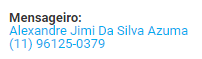 Mensageiro:
Alexandre Jimi Da Silva Azuma
(11) 96125-0379